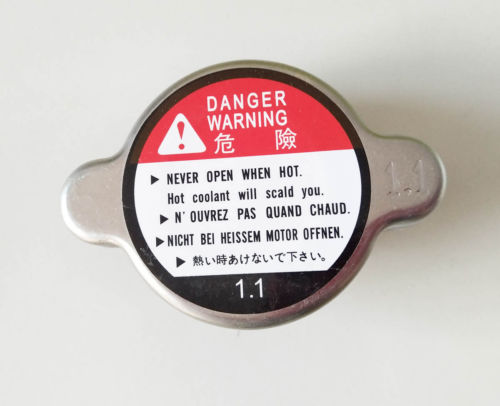 DANGER
WARNING
危 險
▶ NEVER OPEN WHEN HOT.
Hot coolant will scald you.
▶ N'OUVREZ PAS QUAND CHAUD.
▶ NICHT BEI HEISSEM MOTOR OFFNEN.
▶ 熱い時あけないで下さい。
1.1
1.1